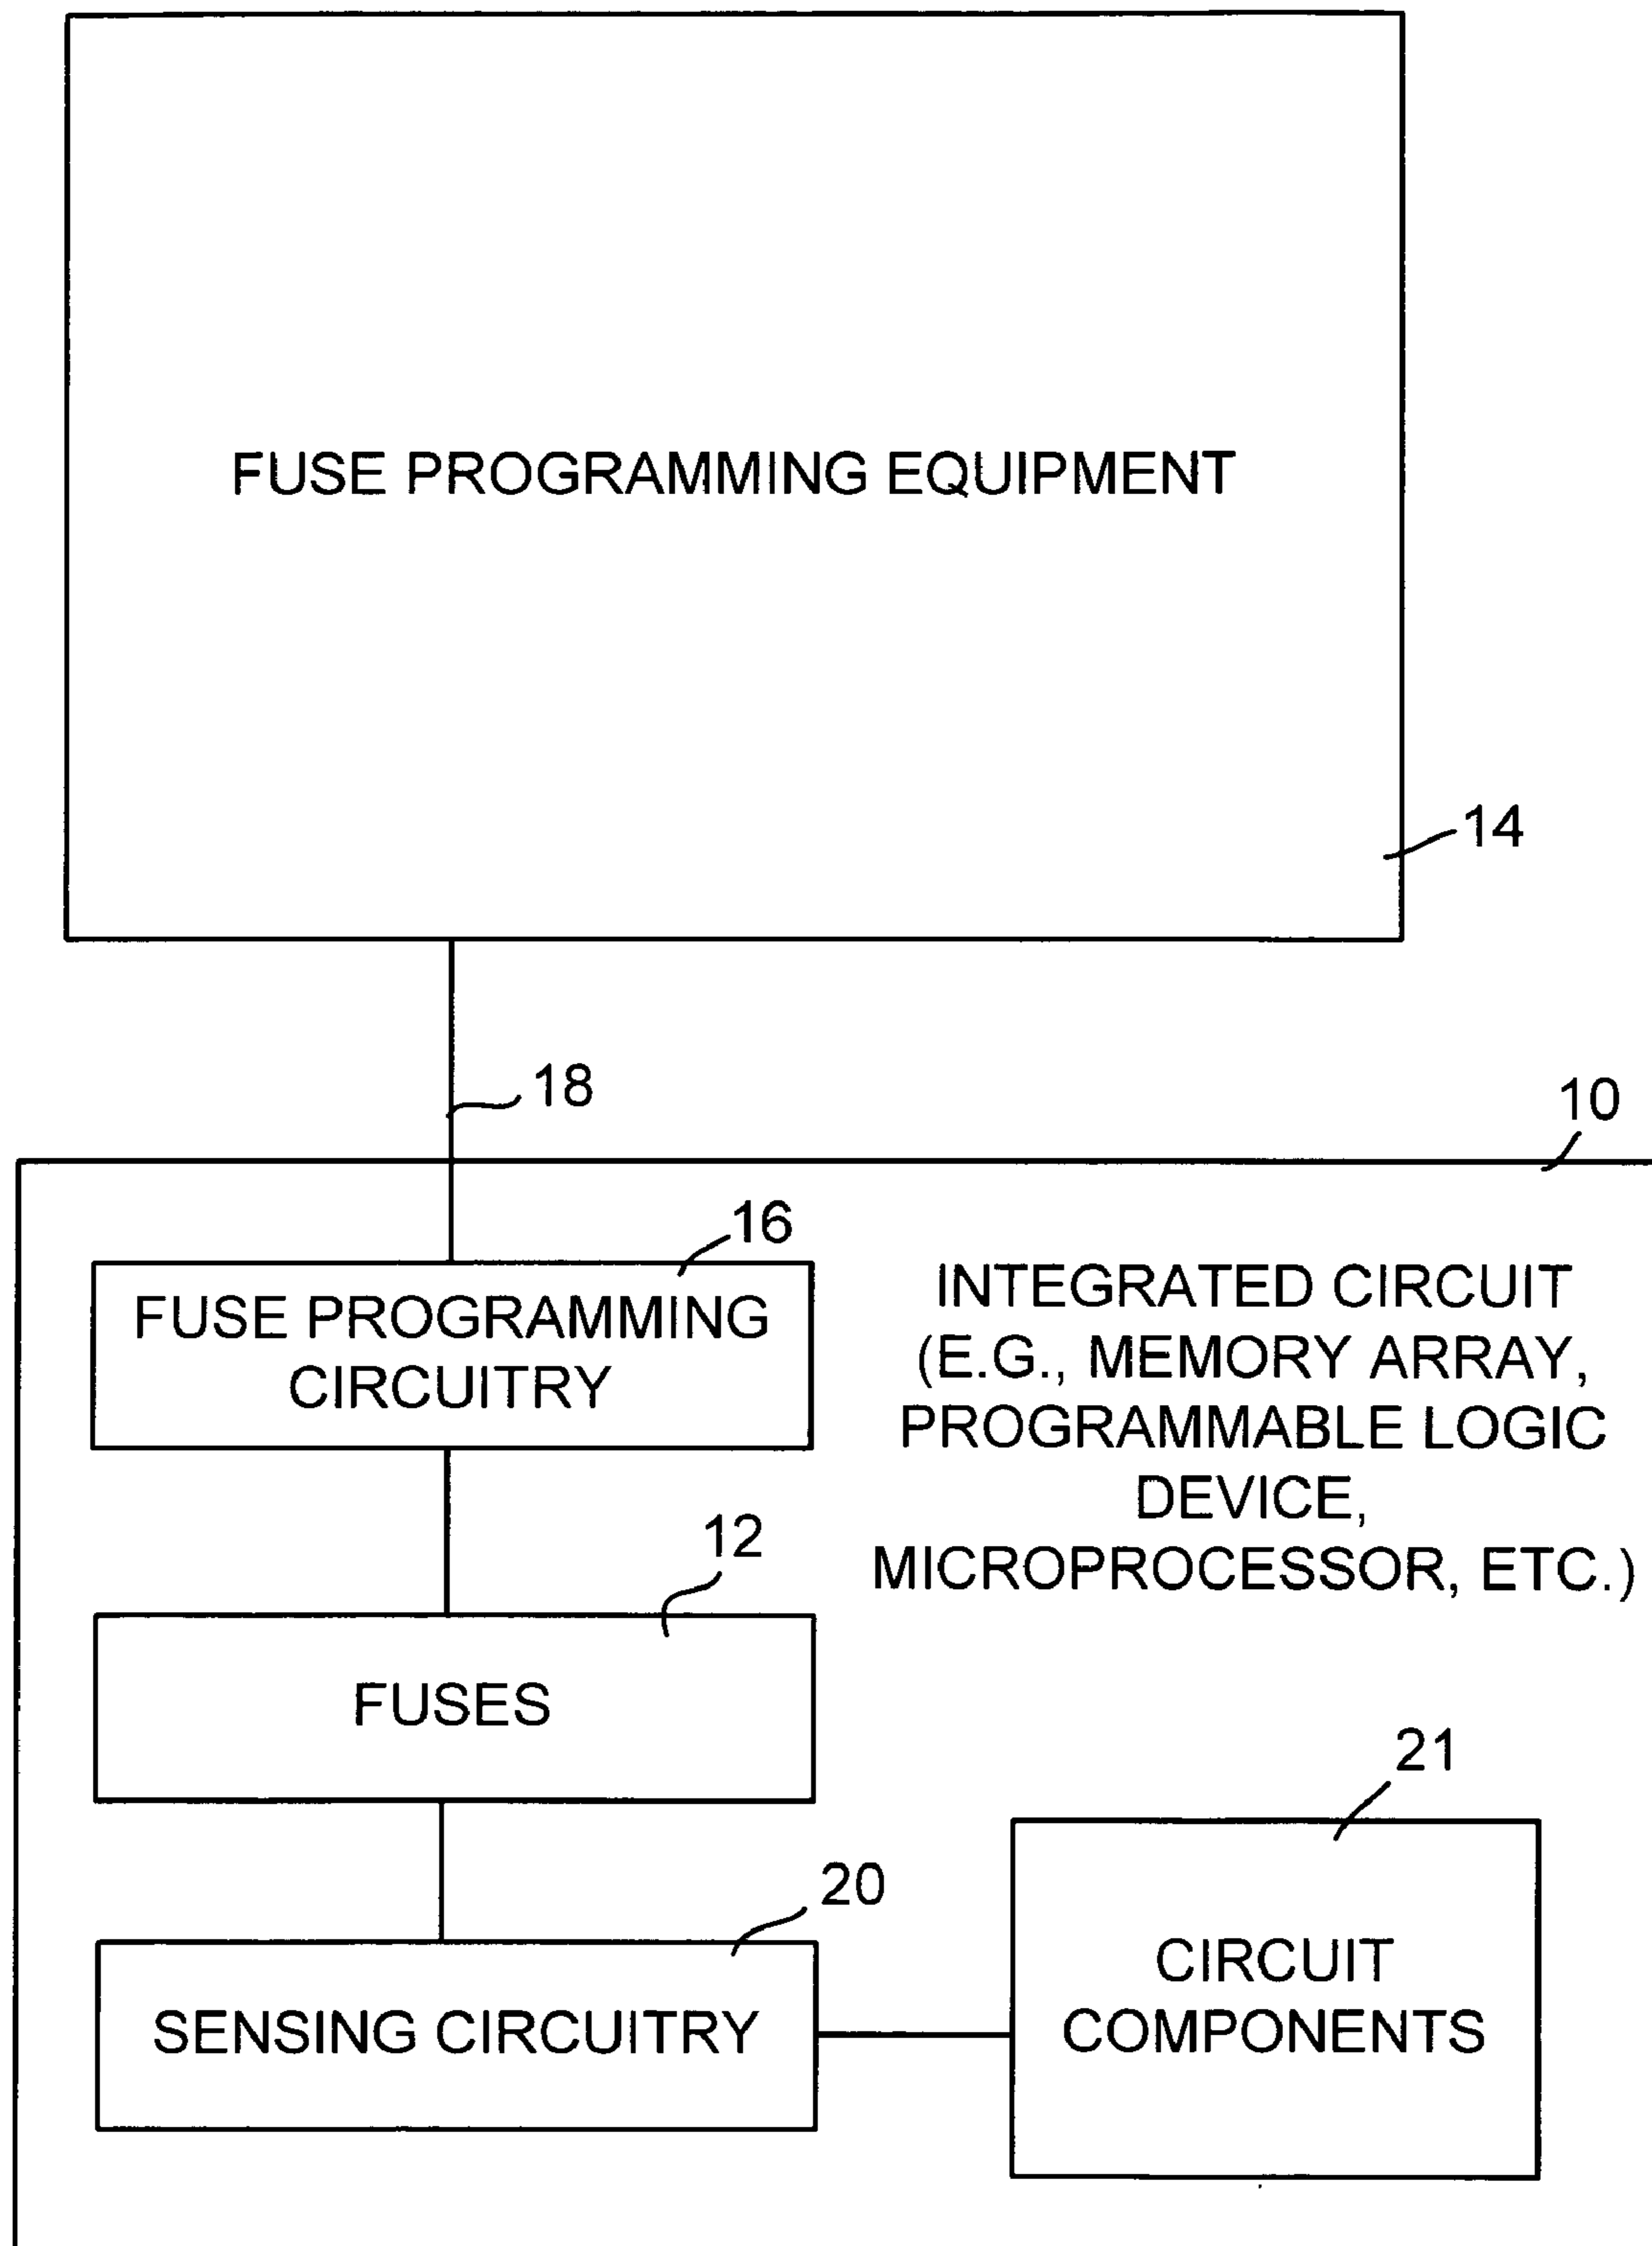 FUSE PROGRAMMING EQUIPMENT
14
18
10
16
FUSE PROGRAMMING
CIRCUITRY
INTEGRATED CIRCUIT
(E.G., MEMORY ARRAY,
PROGRAMMABLE LOGIC
DEVICE,
MICROPROCESSOR, ETC.)
12
FUSES
21
20
SENSING CIRCUITRY
CIRCUIT
COMPONENTS